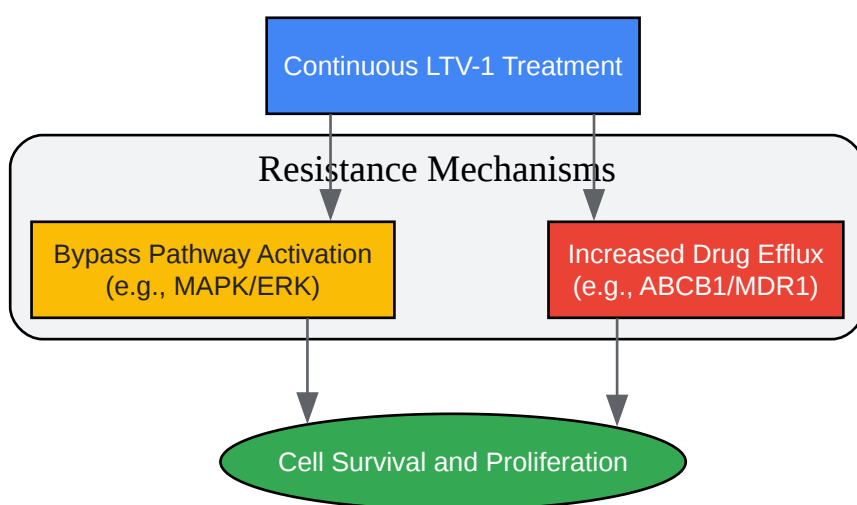 Continuous LTV-1 Treatment
Resistance Mechanisms
Bypass Pathway Activation
(e.g., MAPK/ERK)
Increased Drug Efflux
(e.g., ABCB1/MDR1)
Cell Survival and Proliferation